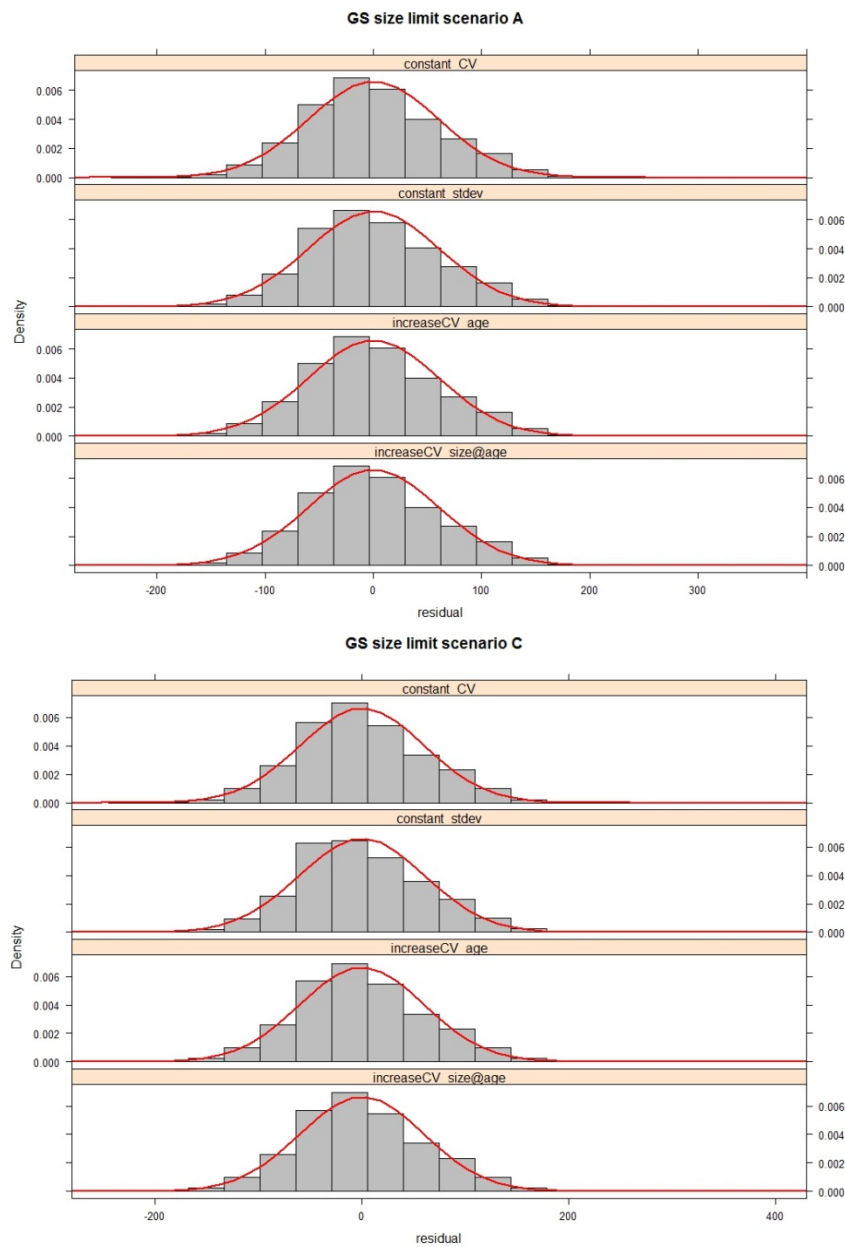 GS size limit scenario A
constant_CV
0.006
0.004
0.002
0.000
constant_stdev
0.006
0.004
0.002
0.000
increaseCV_age
0.006
0.004
0.002
0.000
increaseCV_size@age
0.006
0.004
0.002
0.000
Density
-200 -100 0 100 200 300
residual
GS size limit scenario C
constant_CV
0.006
0.004
0.002
0.000
constant_stdev
0.006
0.004
0.002
0.000
increaseCV_age
0.006
0.004
0.002
0.000
increaseCV_size@age
0.006
0.004
0.002
0.000
Density
-200 0 200 400
residual